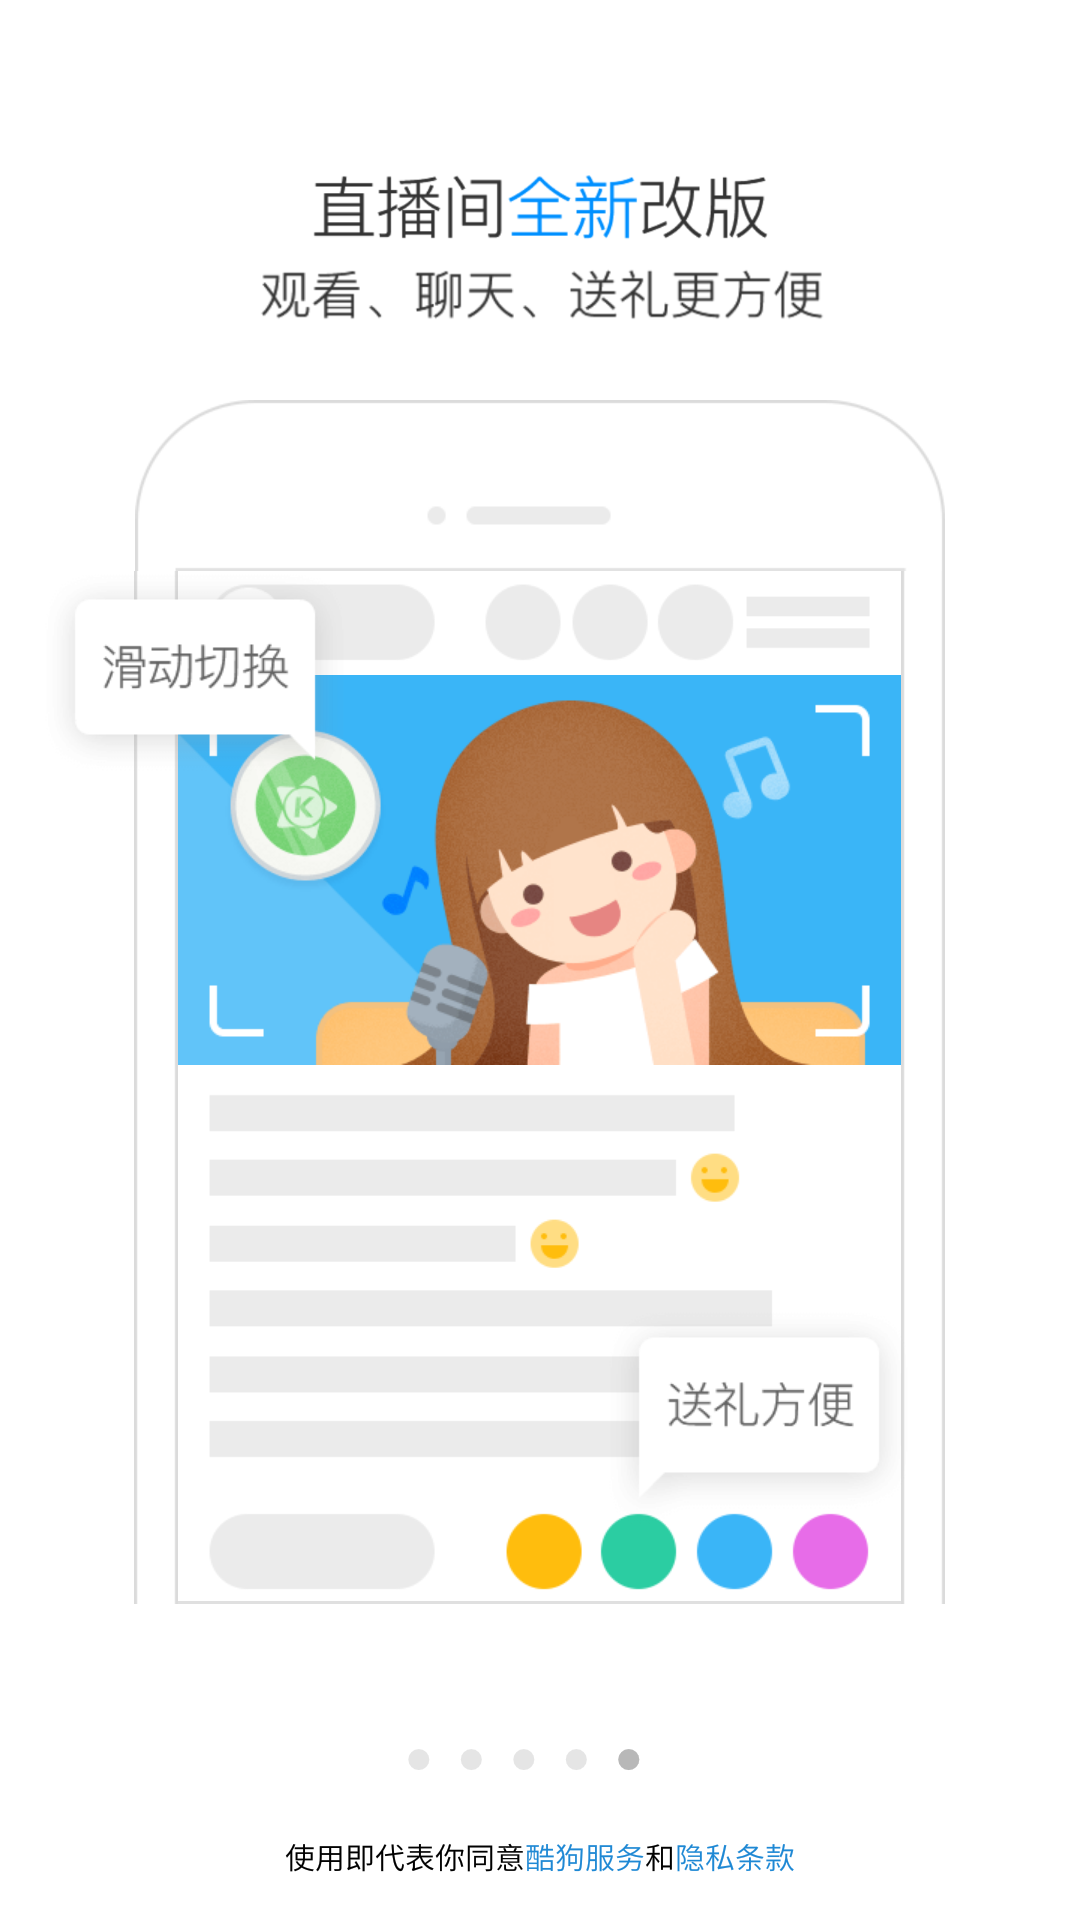 直播间全新改版
观看、聊天、送礼更方便
滑动切换
K
送礼方便
使用即代表你同意酷狗服务和隐私条款